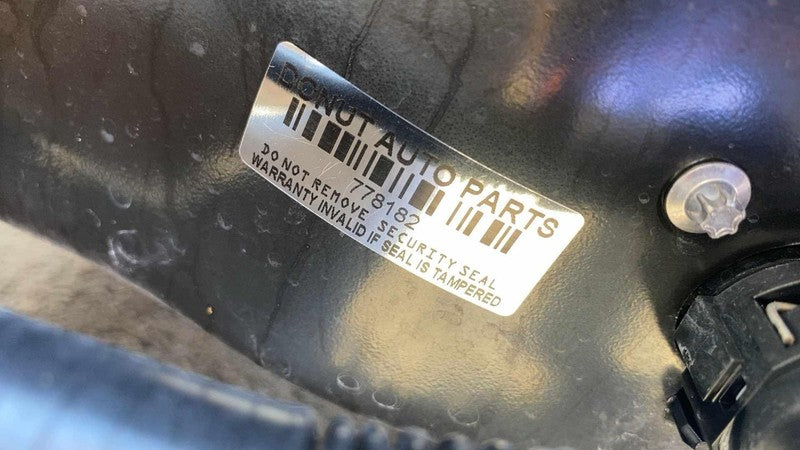 DONUT AUTO PARTS
778182
DO NOT REMOVE SECURITY SEAL
WARRANTY INVALID IF SEAL IS TAMPERED